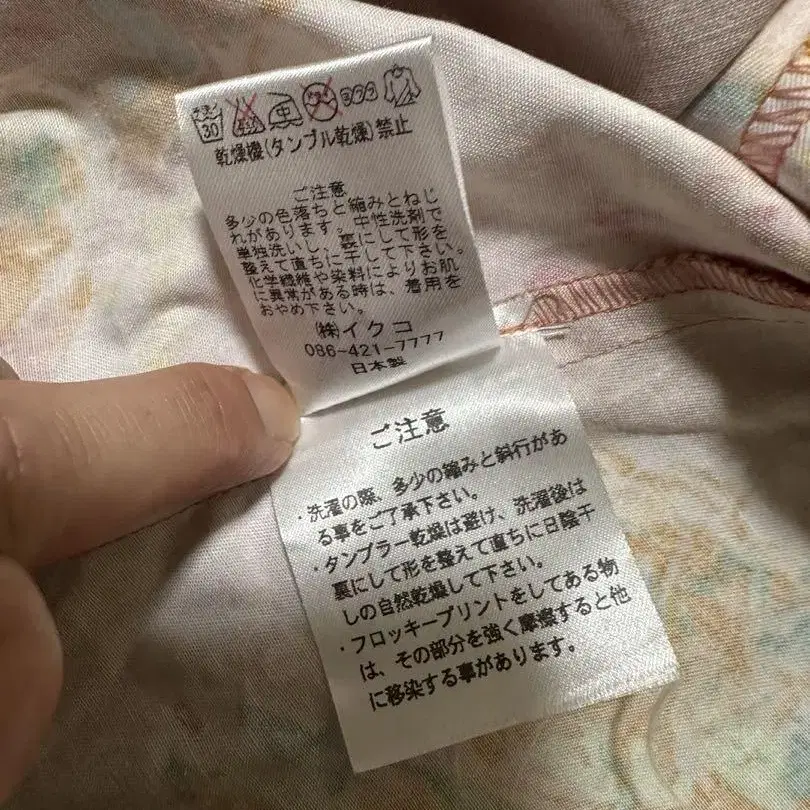 30
中
乾燥機(タンブル乾燥)禁止
ご注意
多少の色落ちと縮みとねじ
れがあります。中性洗剤で
単独洗いし、裏にして形を
整えて直ちに干して下さい。
化学繊維や染料によりお肌
に異常がある時は、着用を
おやめ下さい。
㈱イクコ
086-421-7777
日本製
ご注意
・洗濯の際、多少の縮みと斜行があ
る事をご了承下さい。
・タンブラー乾燥は避け、洗濯後は
裏にして形を整えて直ちに日陰干
しの自然乾燥して下さい。
・フロッキープリントをしてある物
は、その部分を強く摩擦すると他
に移染する事があります。